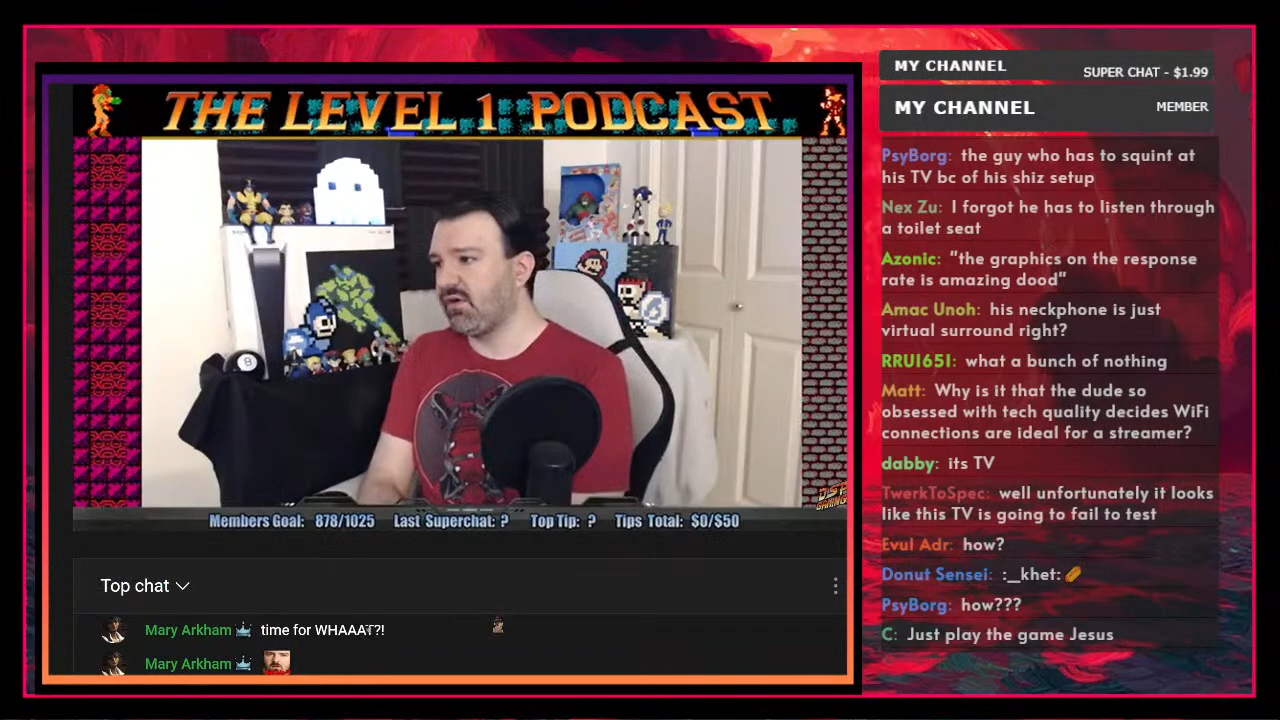 THE LEVEL 1 PODCAST
8
Members Goal: 878/1025 Last Superchat: ? Top Tip: ? Tips Total: $0/$50
Top chat
Mary Arkham time for WHAAAT?!
Mary Arkham
MY CHANNEL SUPER CHAT - $1.99
MY CHANNEL MEMBER
PsyBorg: the guy who has to squint at
his TV bc of his shiz setup
Nex Zu: I forgot he has to listen through
a toilet seat
Azonic: "the graphics on the response
rate is amazing dood"
Amac Unoh: his neckphone is just
virtual surround right?
RRUI65I: what a bunch of nothing
Matt: Why is it that the dude so
obsessed with tech quality decides WiFi
connections are ideal for a streamer?
dabby: its TV
TwerkToSpec: well unfortunately it looks
like this TV is going to fail to test
Evul Adr: how?
Donut Sensei: :__khet:
PsyBorg: how???
C: Just play the game Jesus